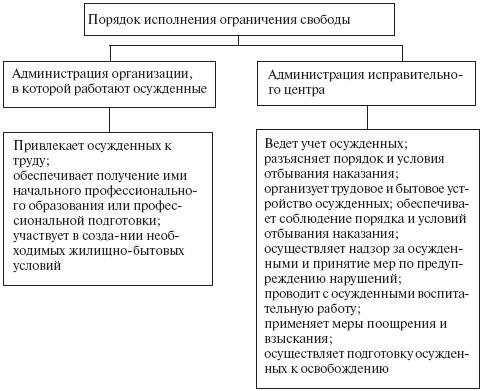 Порядок исполнения ограничения свободы
Администрация организации,
в которой работают осужденные
Привлекает осужденных к
труду;
обеспечивает получение ими
начального профессионально-
го образования или профес-
сиональной подготовки;
участвует в созда-нии необ-
ходимых жилищно-бытовых
условий
Администрация исправительно-
го центра
Ведет учет осужденных;
разъясняет порядок и условия
отбывания наказания;
организует трудовое и бытовое уст-
ройство осужденных; обеспечива-
ет соблюдение порядка и условий
отбывания наказания;
осуществляет надзор за осужден-
ными и принятие мер по предуп-
реждению нарушений;
проводит с осужденными воспита-
тельную работу;
применяет меры поощрения и
взыскания;
осуществляет подготовку осужден-
ных к освобождению